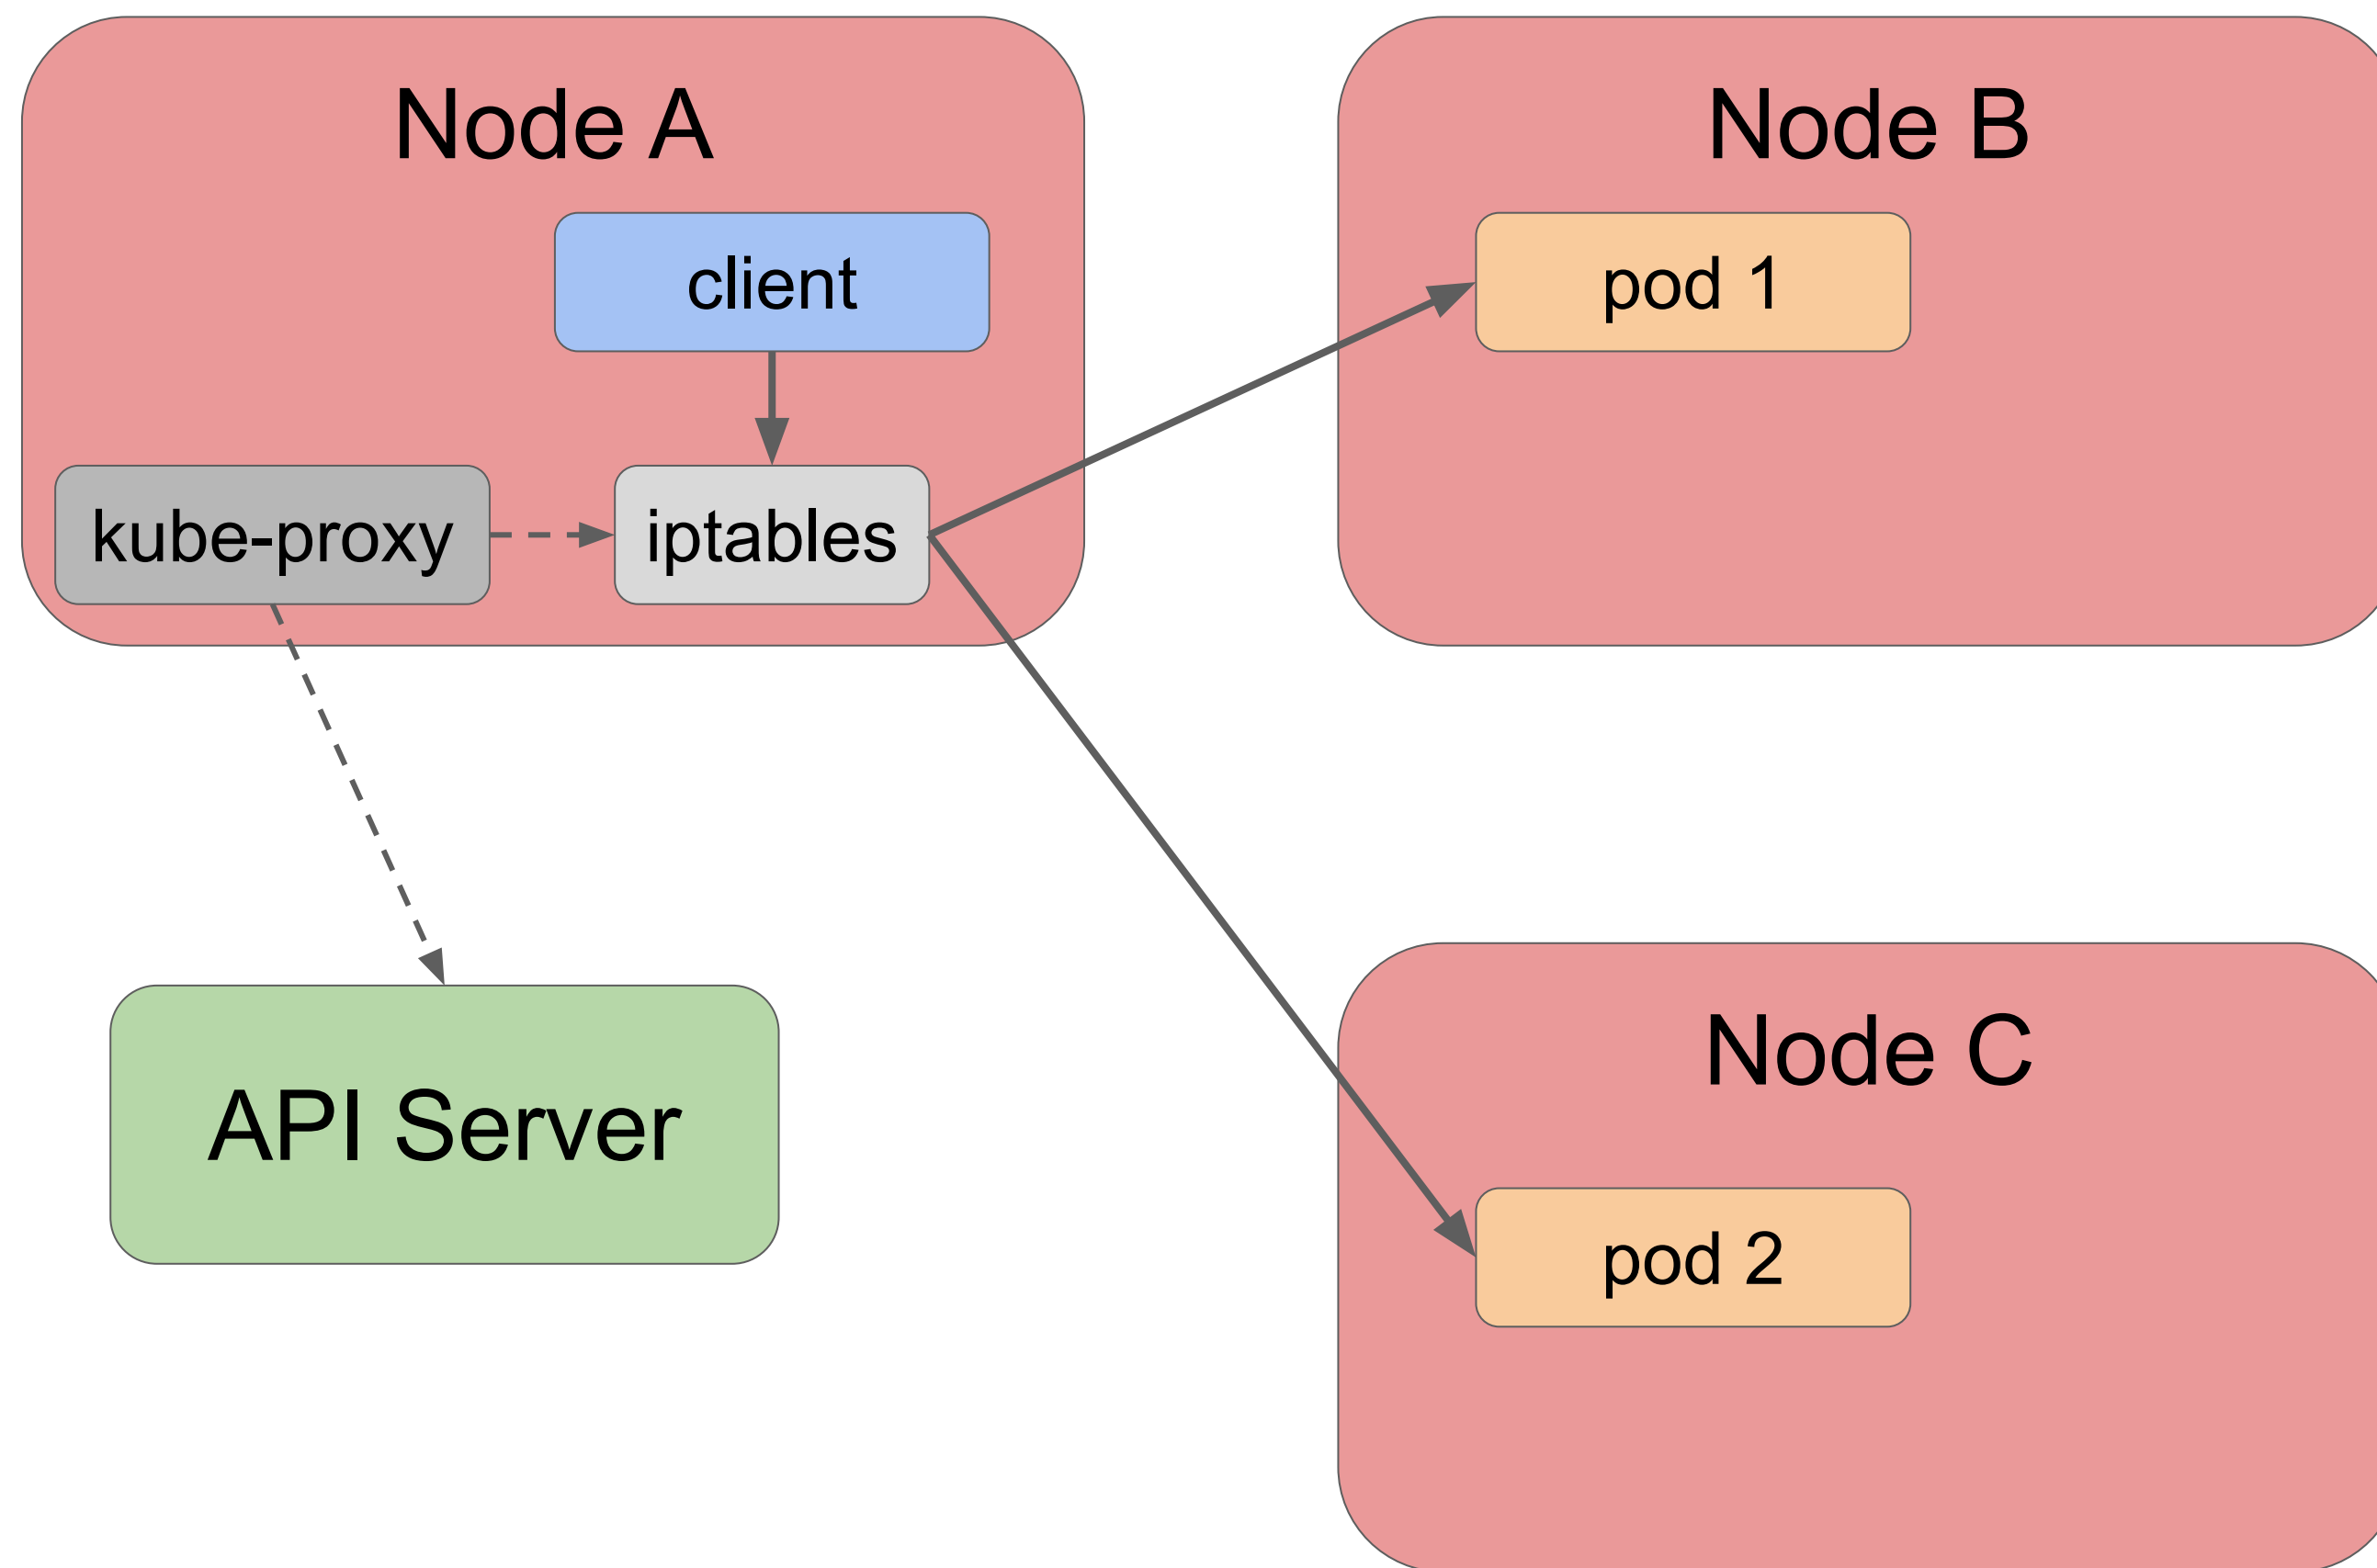 Node A
client
kube-proxy
iptables
Node B
pod 1
API Server
Node C
pod 2